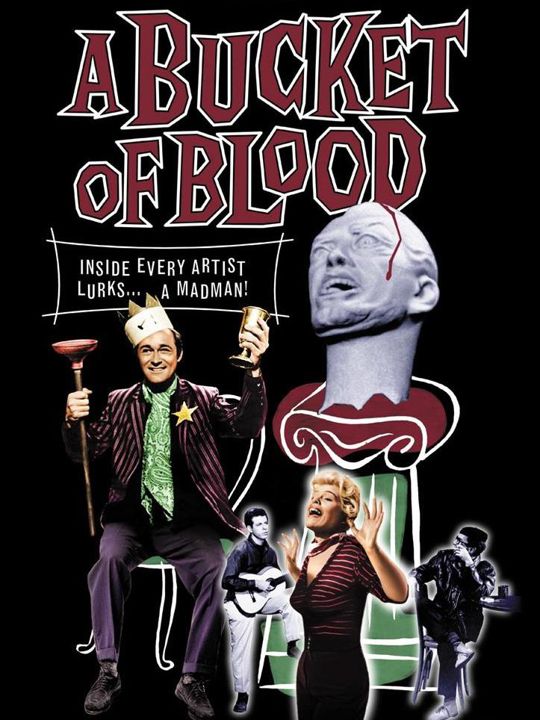 A BUCKET
OF BLOOD
INSIDE EVERY ARTIST
LURKS... A MADMAN!